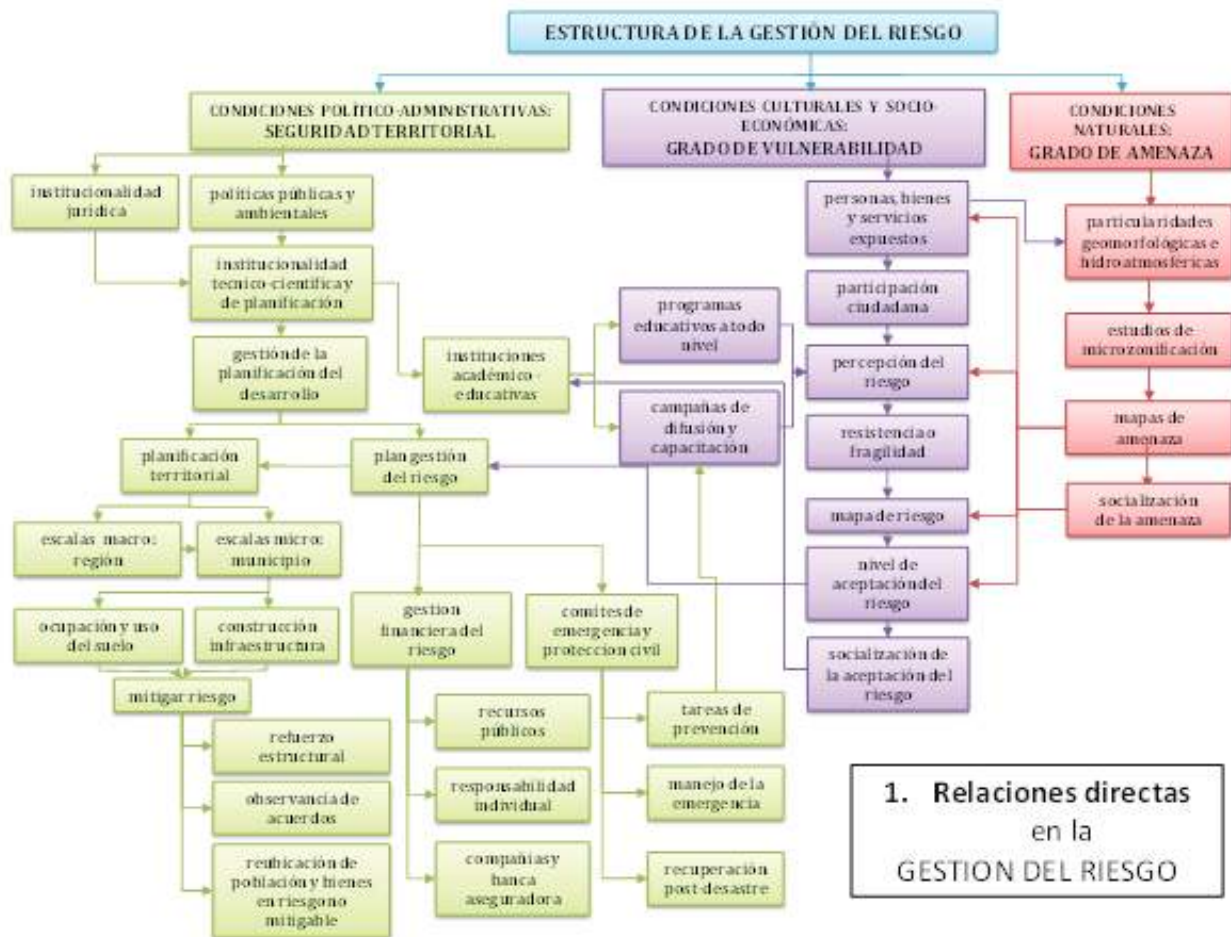 ESTRUCTURA DE LA GESTIÓN DEL RIESGO
CONDICIONES POLÍTICO-ADMINISTRATIVAS:
SEGURIDAD TERRITORIAL
institucionalidad
jurídica
políticas públicas y
ambientales
institucionalidad
tecnico-científica y
de planificación
gestión de la
planificación del
desarrollo
instituciones
académico-
educativas
planificación
territorial
plan gestión
del riesgo
escalas macro:
región
escalas micro:
municipio
ocupación y uso
del suelo
construcción
infraestructura
mitigar riesgo
refuerzo
estructural
observancia de
acuerdos
reubicación de
población y bienes
en riesgo no
mitigable
gestion
financiera del
riesgo
recursos
públicos
responsabilidad
individual
compañías y
banca
aseguradora
comites de
emergencia y
proteccion civil
tareas de
prevención
manejo de la
emergencia
recuperación
post-desastre
CONDICIONES CULTURALES Y SOCIO-
ECONÓMICAS:
GRADO DE VULNERABILIDAD
programas
educativos a todo
nivel
campañas de
difusión y
capacitación
personas, bienes
y servicios
expuestos
participación
ciudadana
percepción del
riesgo
resistencia o
fragilidad
mapa de riesgo
nivel de
aceptación del
riesgo
socialización de
la aceptación del
riesgo
CONDICIONES
NATURALES:
GRADO DE AMENAZA
particularidades
geomorfológicas e
hidroatmosféricas
estudios de
microzonificación
mapas de
amenaza
socialización
de la amenaza
1. Relaciones directas
en la
GESTION DEL RIESGO